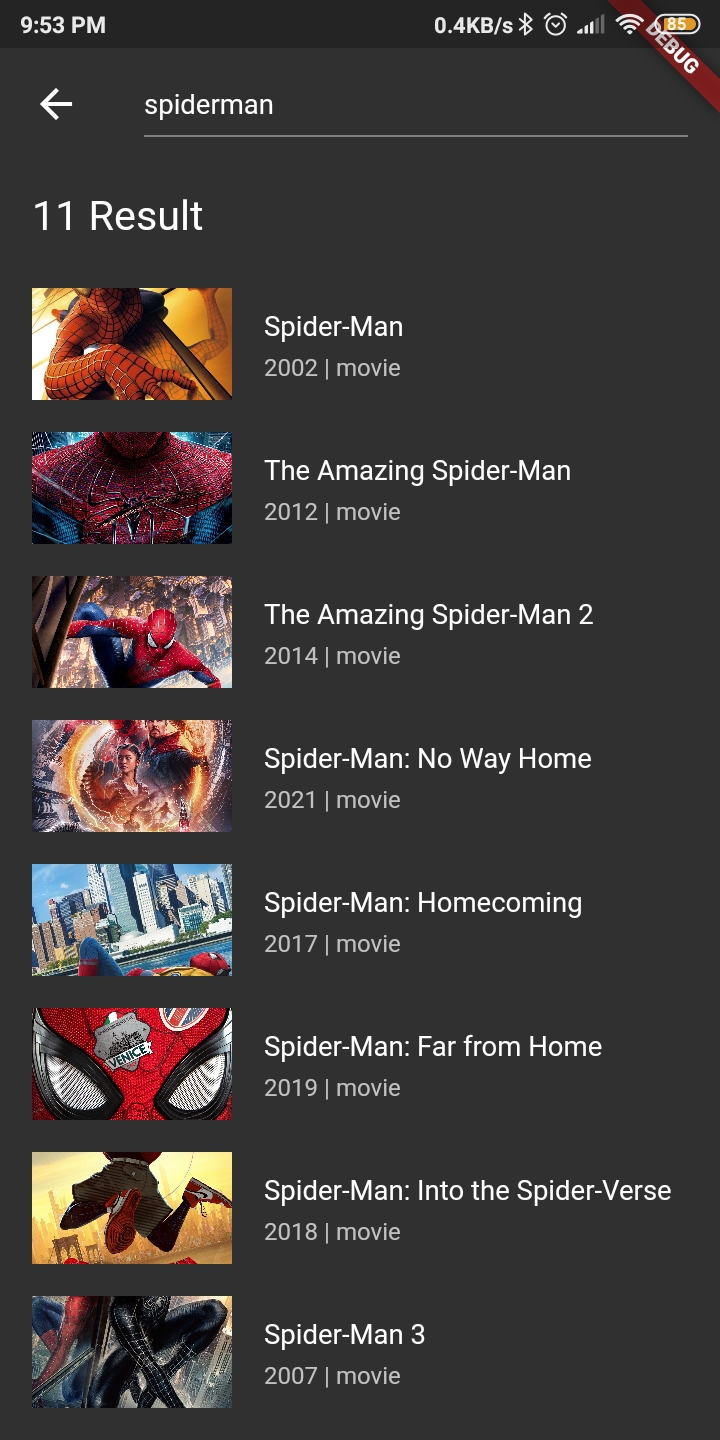 9:53 PM 0.4KB/s 85
DEBUG
spiderman
11 Result
Spider-Man
2002 | movie
The Amazing Spider-Man
2012 | movie
The Amazing Spider-Man 2
2014 | movie
Spider-Man: No Way Home
2021 | movie
Spider-Man: Homecoming
2017 | movie
VENICE
Spider-Man: Far from Home
2019 | movie
Spider-Man: Into the Spider-Verse
2018 | movie
Spider-Man 3
2007 | movie